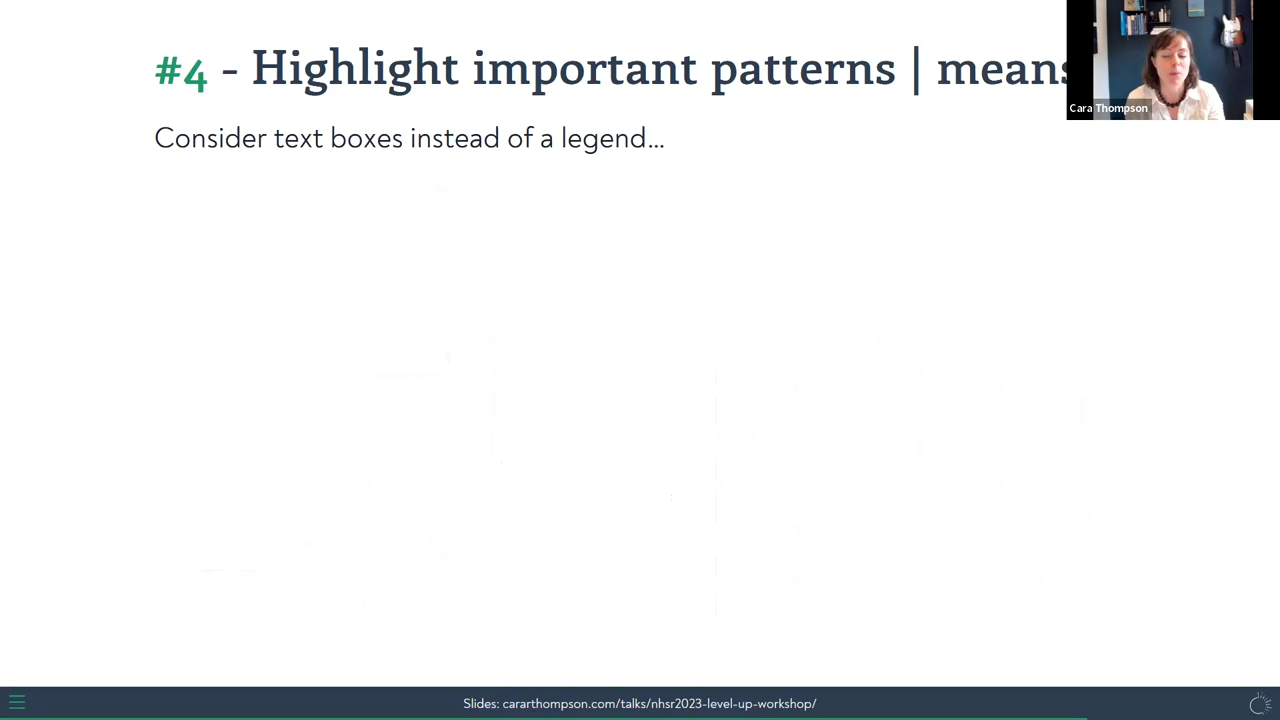 #4 - Highlight important patterns | means
Cara Thompson
Consider text boxes instead of a legend...
Slides: cararthompson.com/talks/nhsr2023-level-up-workshop/